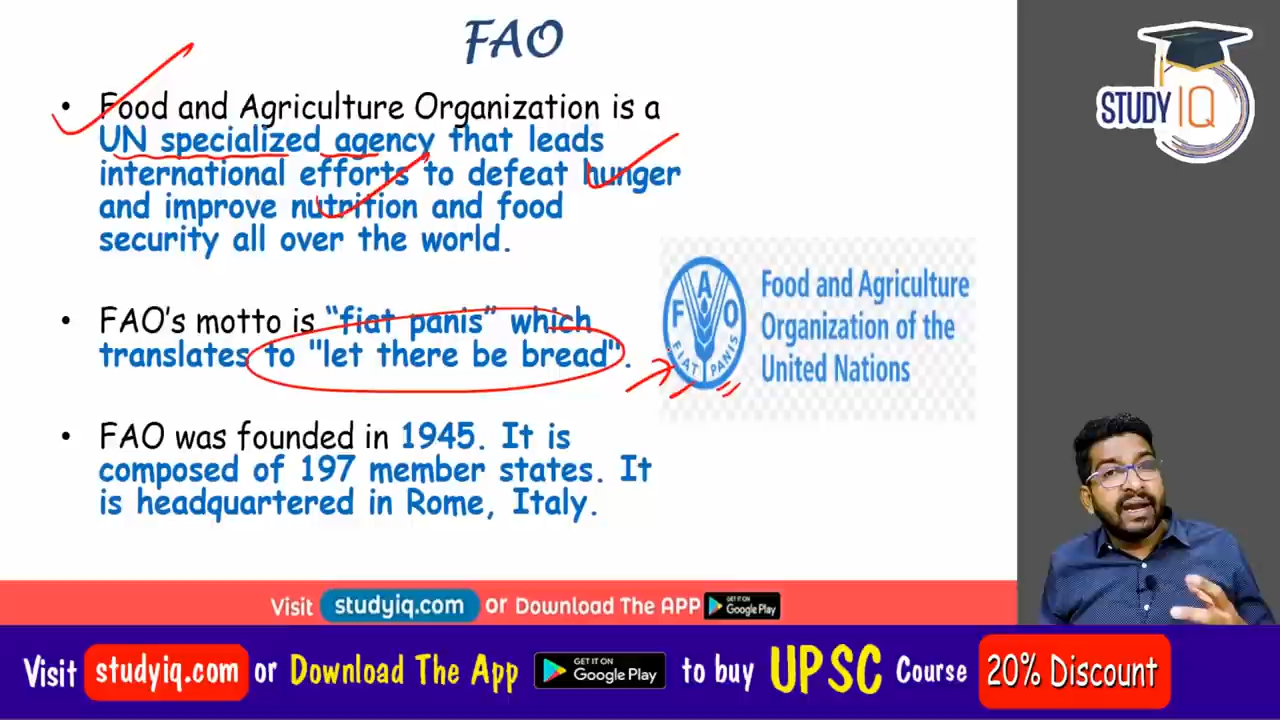 FAO
• Food and Agriculture Organization is a
UN specialized agency that leads
international efforts to defeat hunger
and improve nutrition and food
security all over the world.
• FAO's motto is “fiat panis” which
translates to "let there be bread".
• FAO was founded in 1945. It is
composed of 197 member states. It
is headquartered in Rome, Italy.
F A O
FIAT PANIS
Food and Agriculture
Organization of the
United Nations
STUDY IQ
Visit studyiq.com or Download The APP GET IT ON Google Play
Visit studyiq.com or Download The App GET IT ON Google Play to buy UPSC Course 20% Discount